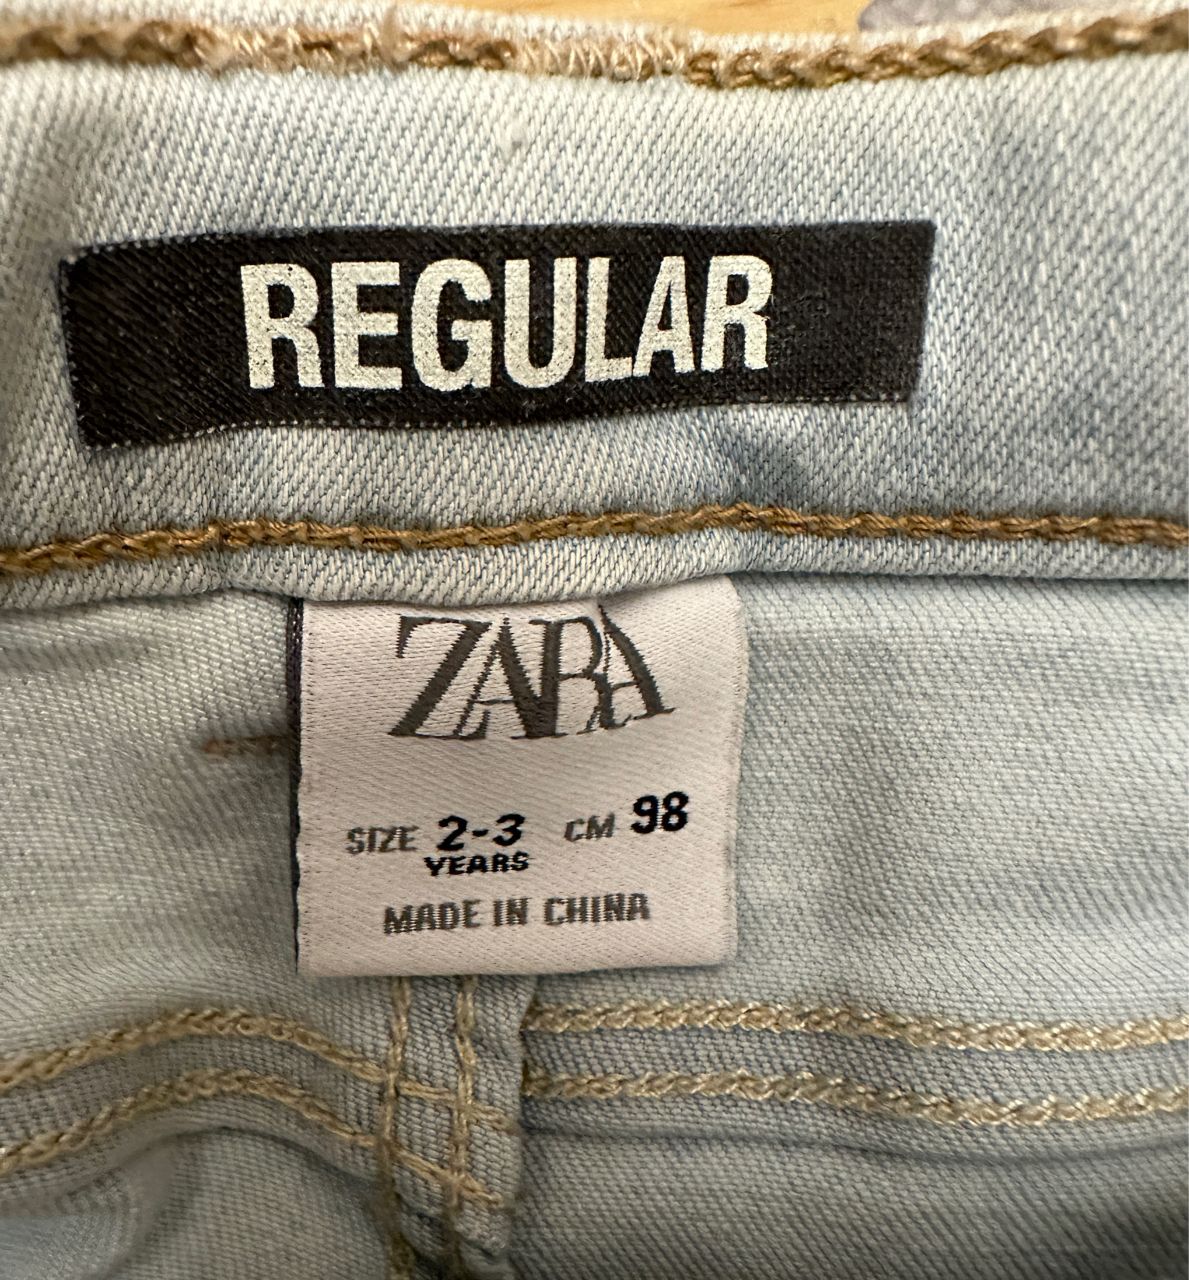 REGULAR
ZARA
SIZE 2-3 CM 98
YEARS
MADE IN CHINA